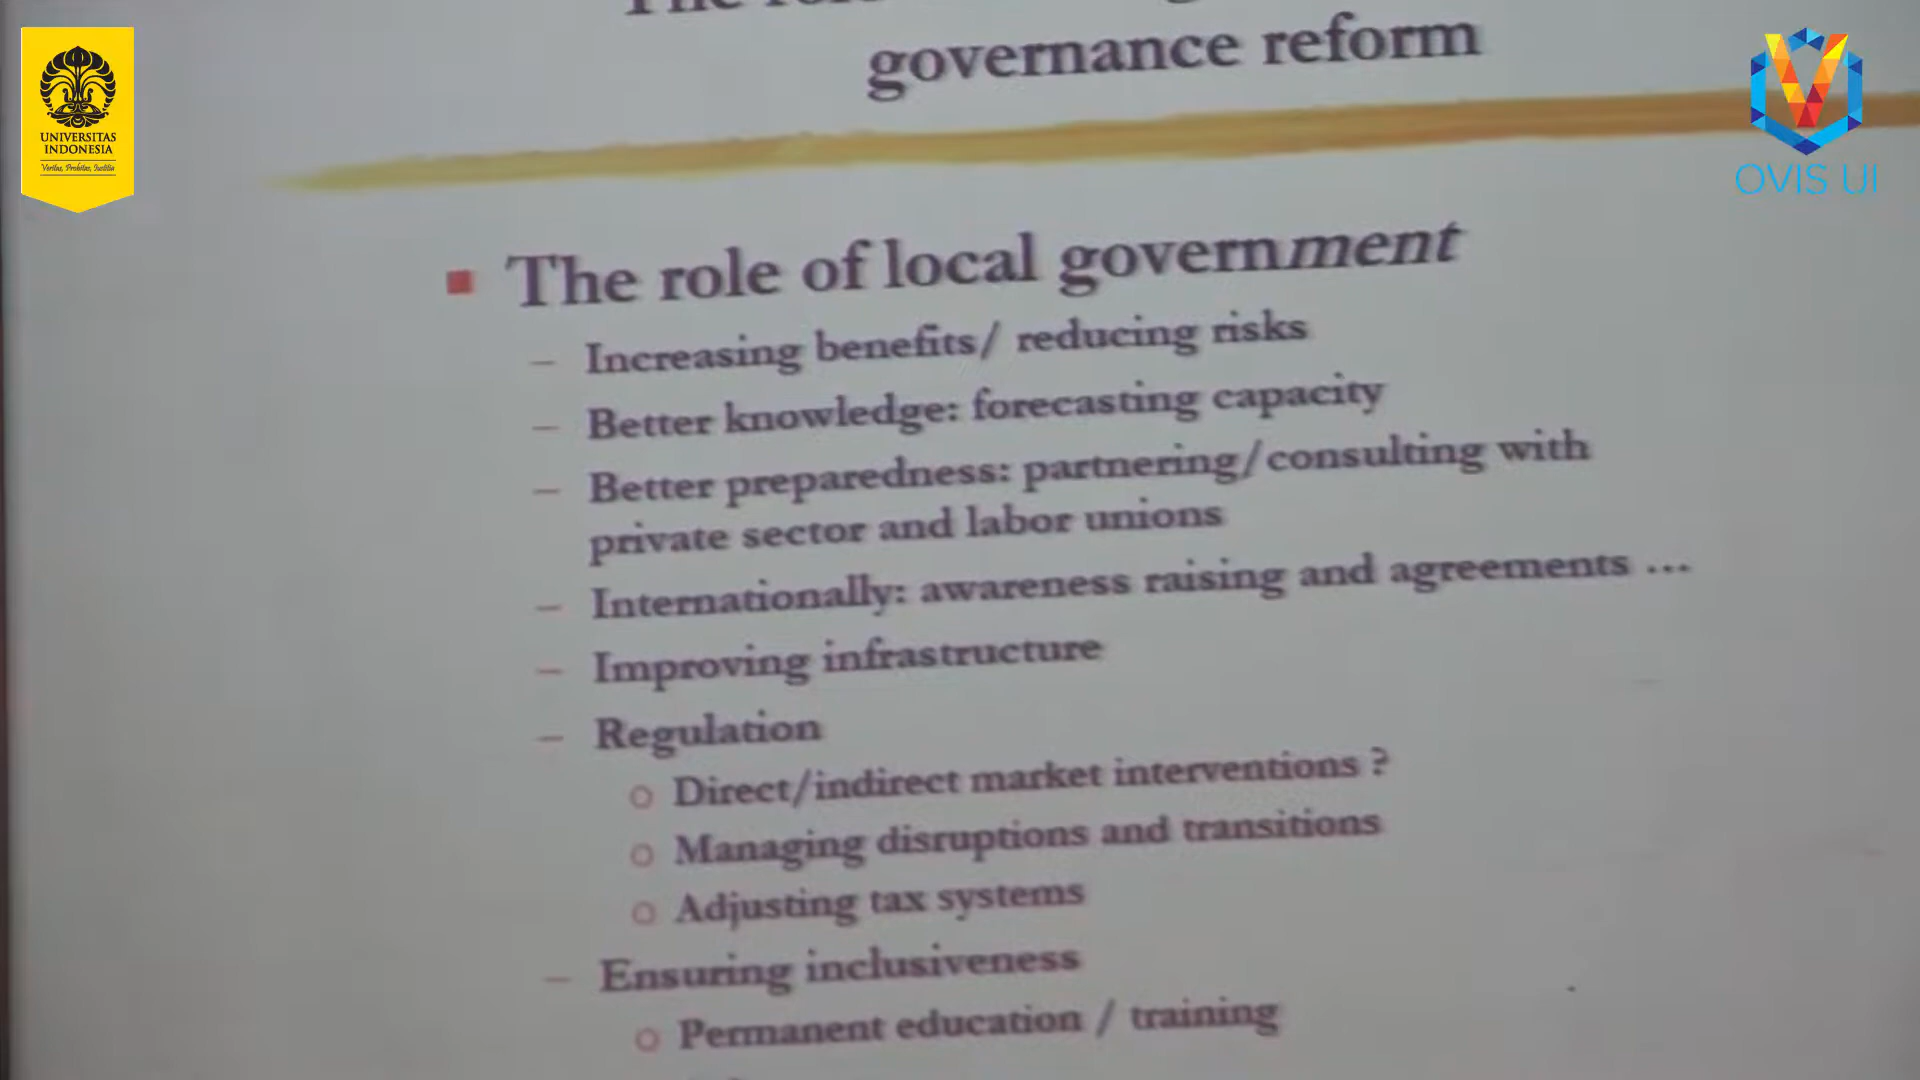 The
governance reform
UNIVERSITAS
INDONESIA
Veritas, Probitas, Iustitia
OVIS UI
The role of local government
– Increasing benefits/ reducing risks
– Better knowledge: forecasting capacity
– Better preparedness: partnering/consulting with
private sector and labor unions
– Internationally: awareness raising and agreements ...
– Improving infrastructure
– Regulation
o Direct/indirect market interventions ?
o Managing disruptions and transitions
o Adjusting tax systems
– Ensuring inclusiveness
o Permanent education / training